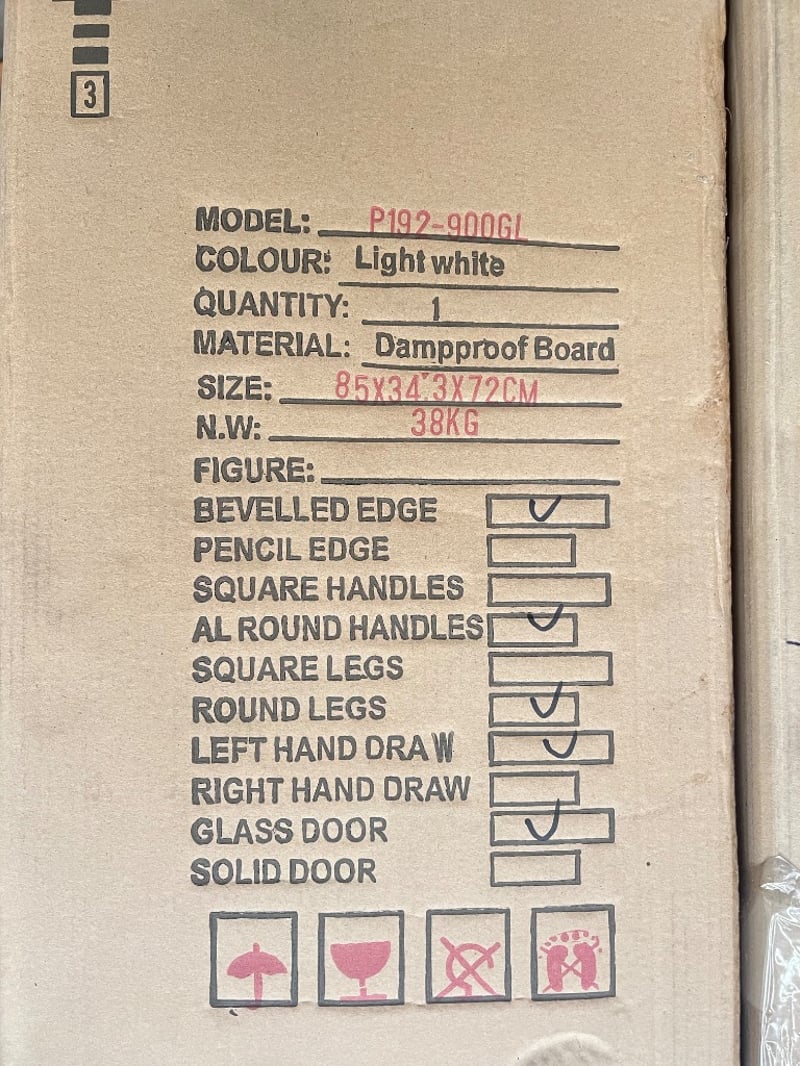 3
MODEL: P192-900GL
COLOUR: Light white
QUANTITY: 1
MATERIAL: Dampproof Board
SIZE: 85X34.3X72CM
N.W: 38KG
FIGURE:
BEVELLED EDGE
PENCIL EDGE
SQUARE HANDLES
AL ROUND HANDLES
SQUARE LEGS
ROUND LEGS
LEFT HAND DRAW
RIGHT HAND DRAW
GLASS DOOR
SOLID DOOR